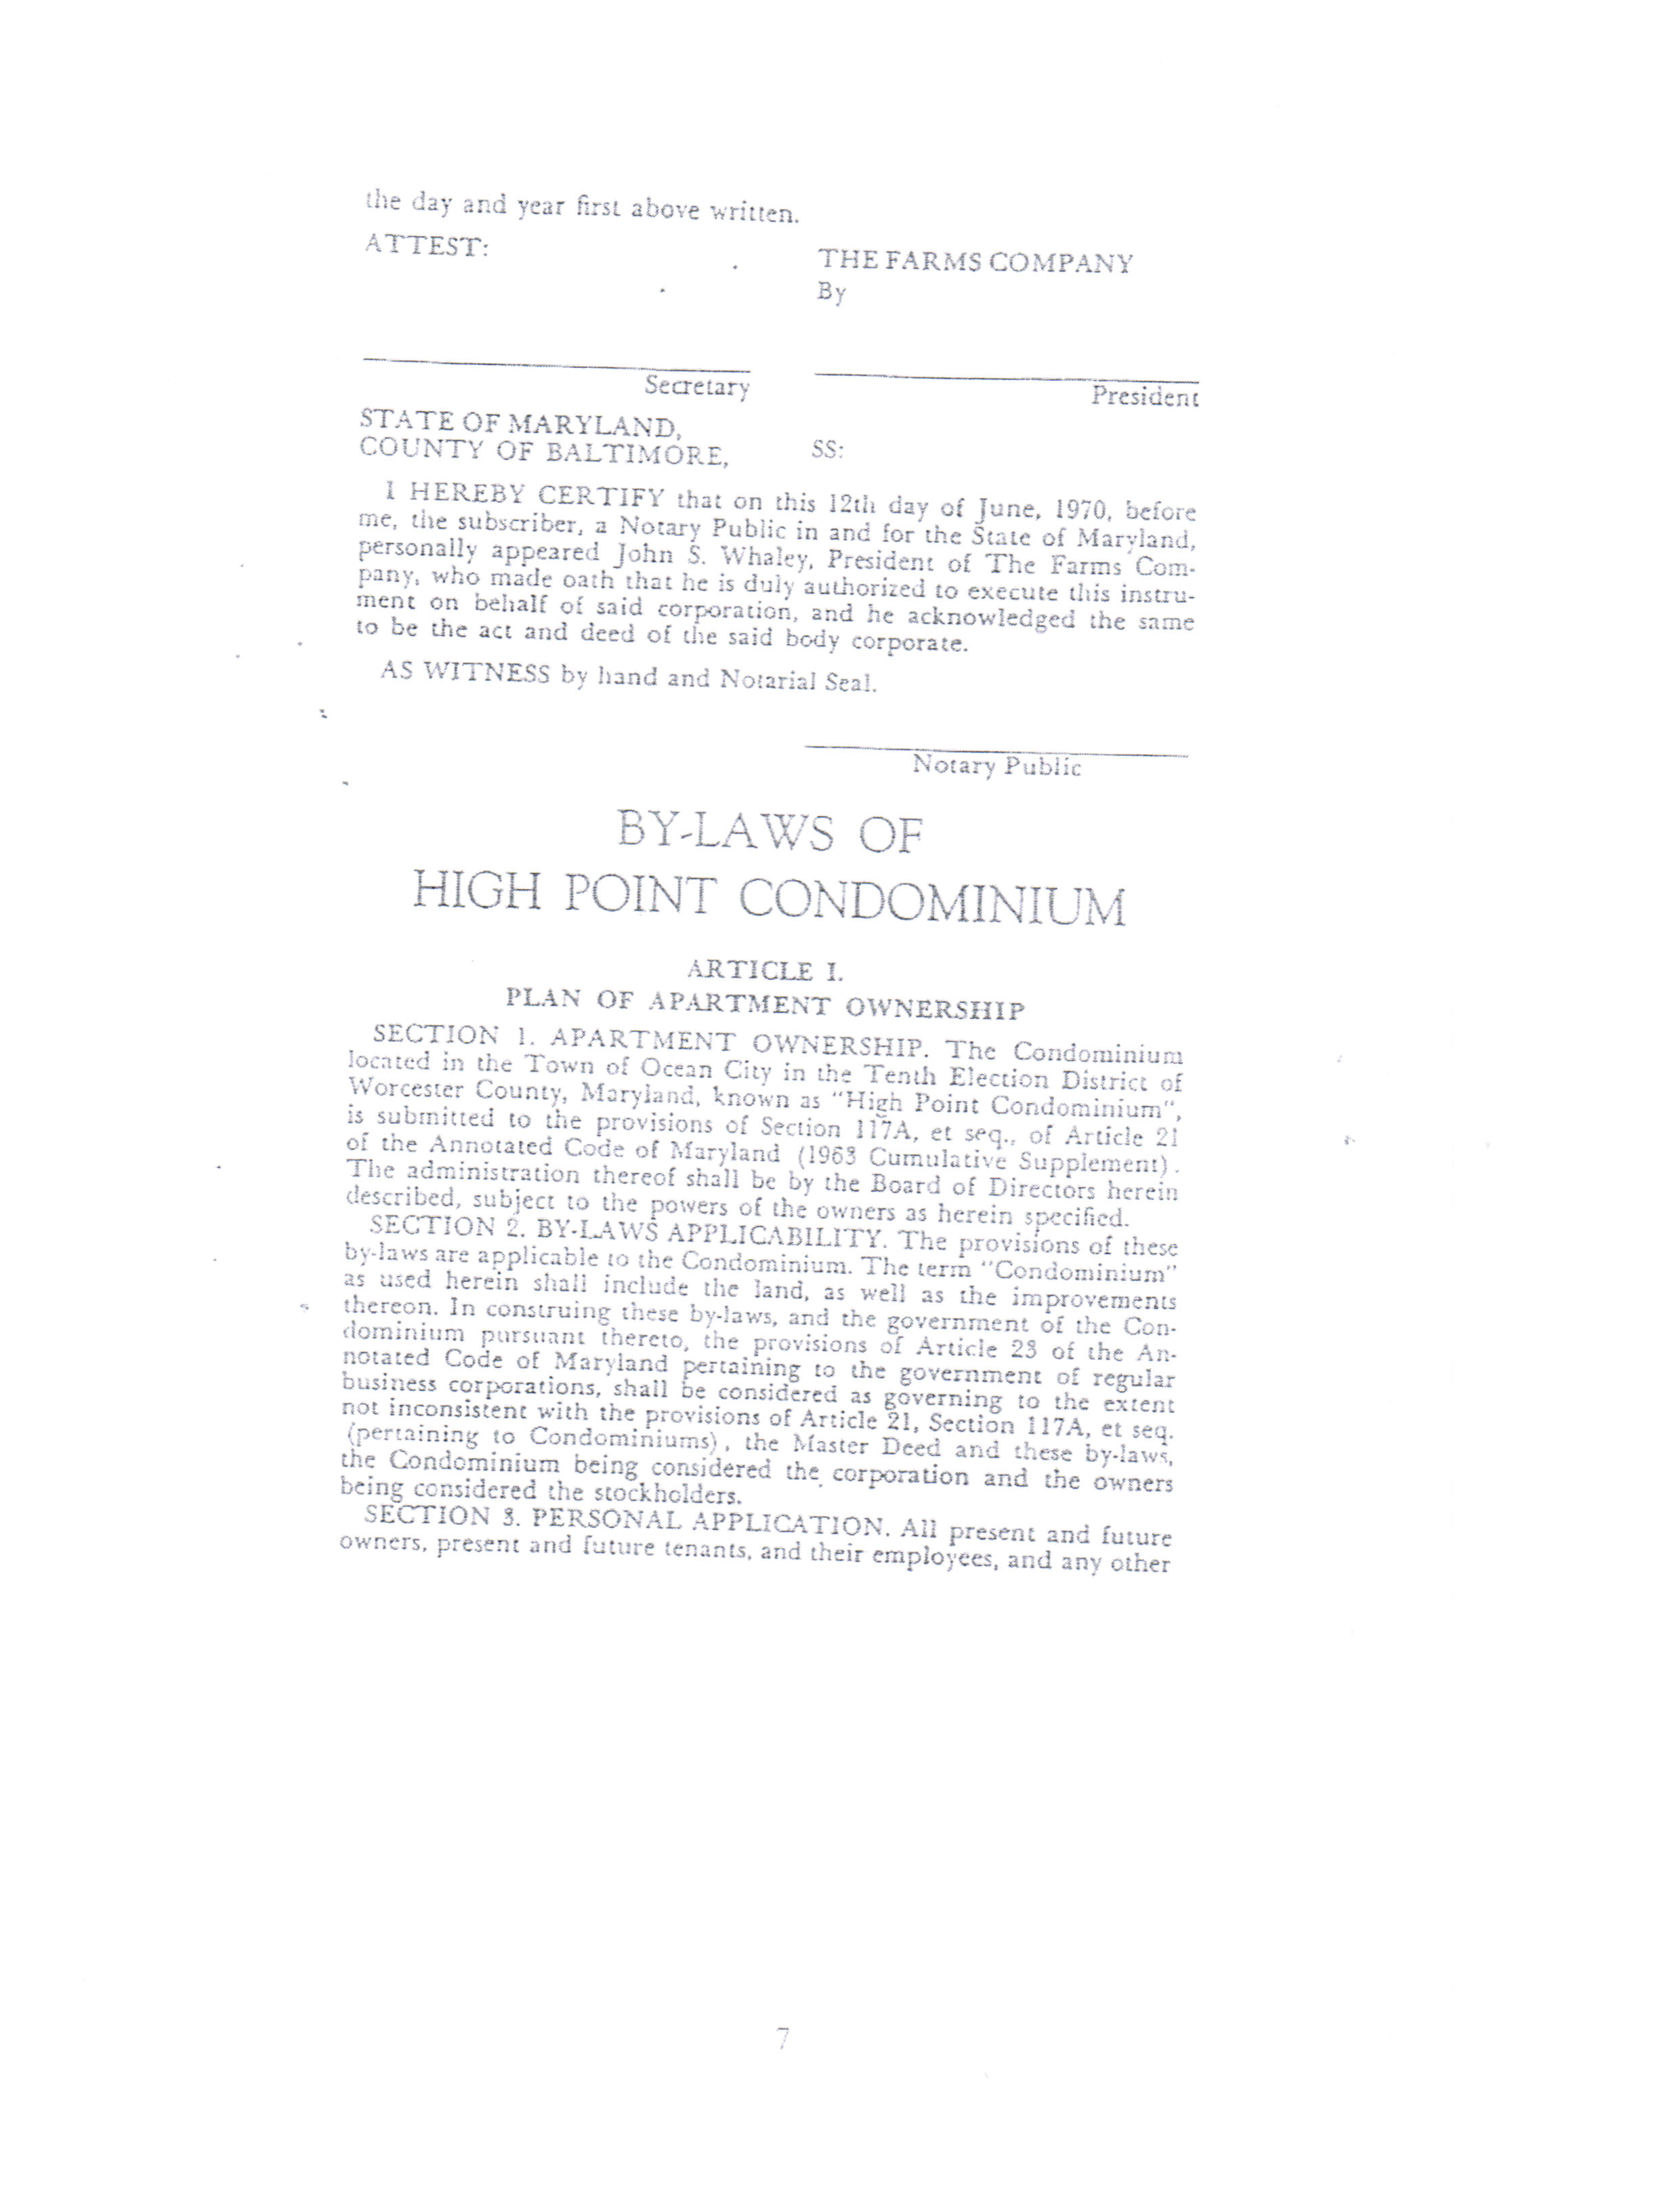 the day and year first above written.
ATTEST:
THE FARMS COMPANY
By
Secretary
President
STATE OF MARYLAND,
COUNTY OF BALTIMORE, SS:
I HEREBY CERTIFY that on this 12th day of June, 1970, before
me, the subscriber, a Notary Public in and for the State of Maryland,
personally appeared John S. Whaley, President of The Farms Com-
pany, who made oath that he is duly authorized to execute this instru-
ment on behalf of said corporation, and he acknowledged the same
to be the act and deed of the said body corporate.
AS WITNESS by hand and Notarial Seal.
Notary Public
BY-LAWS OF
HIGH POINT CONDOMINIUM
ARTICLE I.
PLAN OF APARTMENT OWNERSHIP
SECTION 1. APARTMENT OWNERSHIP. The Condominium
located in the Town of Ocean City in the Tenth Election District of
Worcester County, Maryland, known as "High Point Condominium",
is submitted to the provisions of Section 117A, et seq., of Article 21
of the Annotated Code of Maryland (1963 Cumulative Supplement).
The administration thereof shall be by the Board of Directors herein
described, subject to the powers of the owners as herein specified.
SECTION 2. BY-LAWS APPLICABILITY. The provisions of these
by-laws are applicable to the Condominium. The term "Condominium"
as used herein shall include the land, as well as the improvements
thereon. In construing these by-laws, and the government of the Con-
dominium pursuant thereto, the provisions of Article 23 of the An-
notated Code of Maryland pertaining to the government of regular
business corporations, shall be considered as governing to the extent
not inconsistent with the provisions of Article 21, Section 117A, et seq.
(pertaining to Condominiums), the Master Deed and these by-laws,
the Condominium being considered the corporation and the owners
being considered the stockholders.
SECTION 3. PERSONAL APPLICATION. All present and future
owners, present and future tenants, and their employees, and any other
7